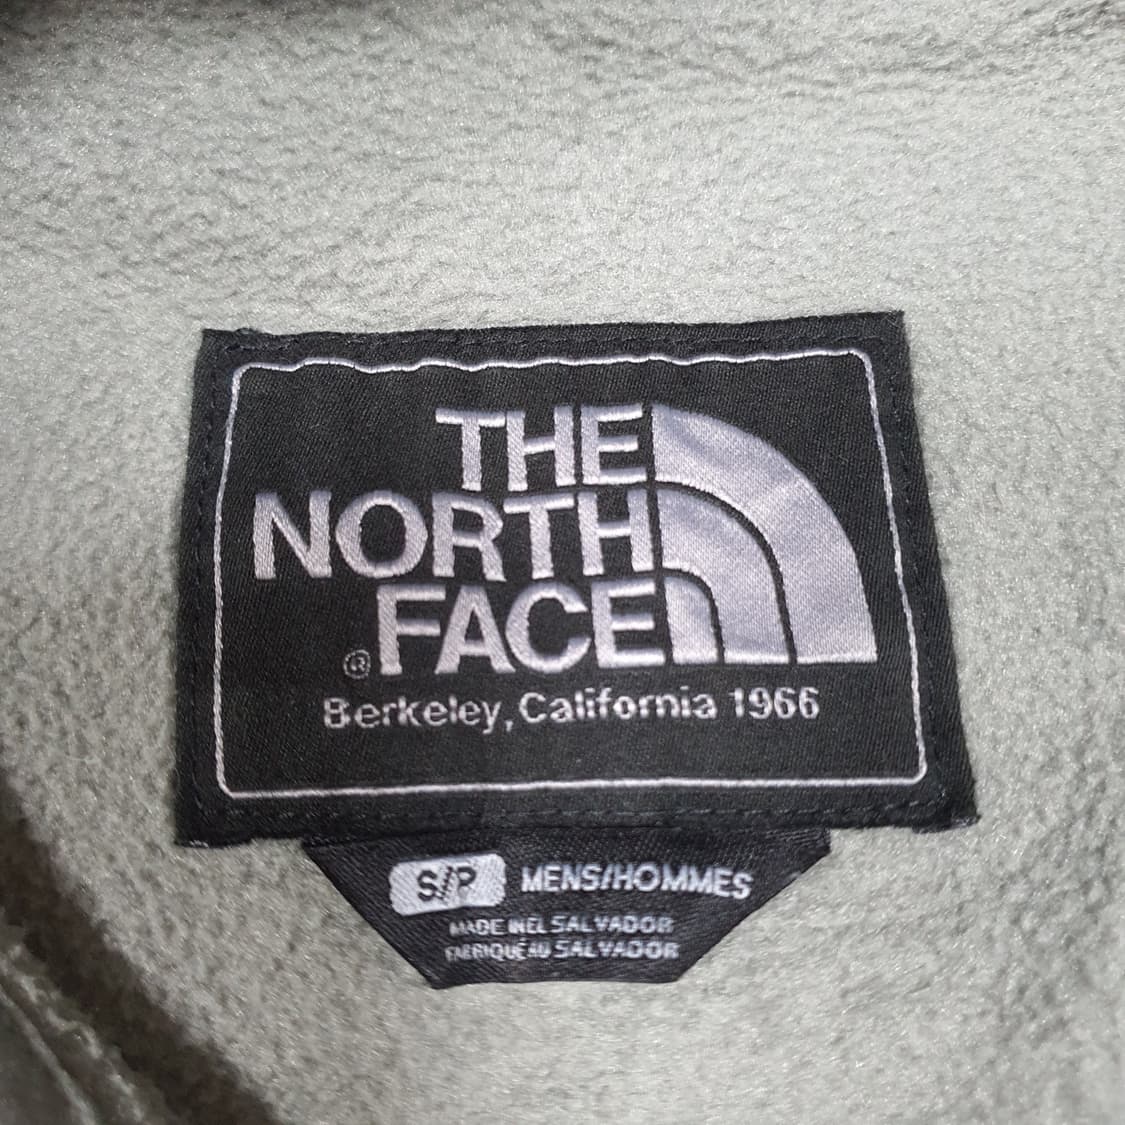 THE
NORTH
®FACE
Berkeley, California 1966
S/P MENS/HOMMES
MADE IN EL SALVADOR
FABRIQUÉ AU SALVADOR